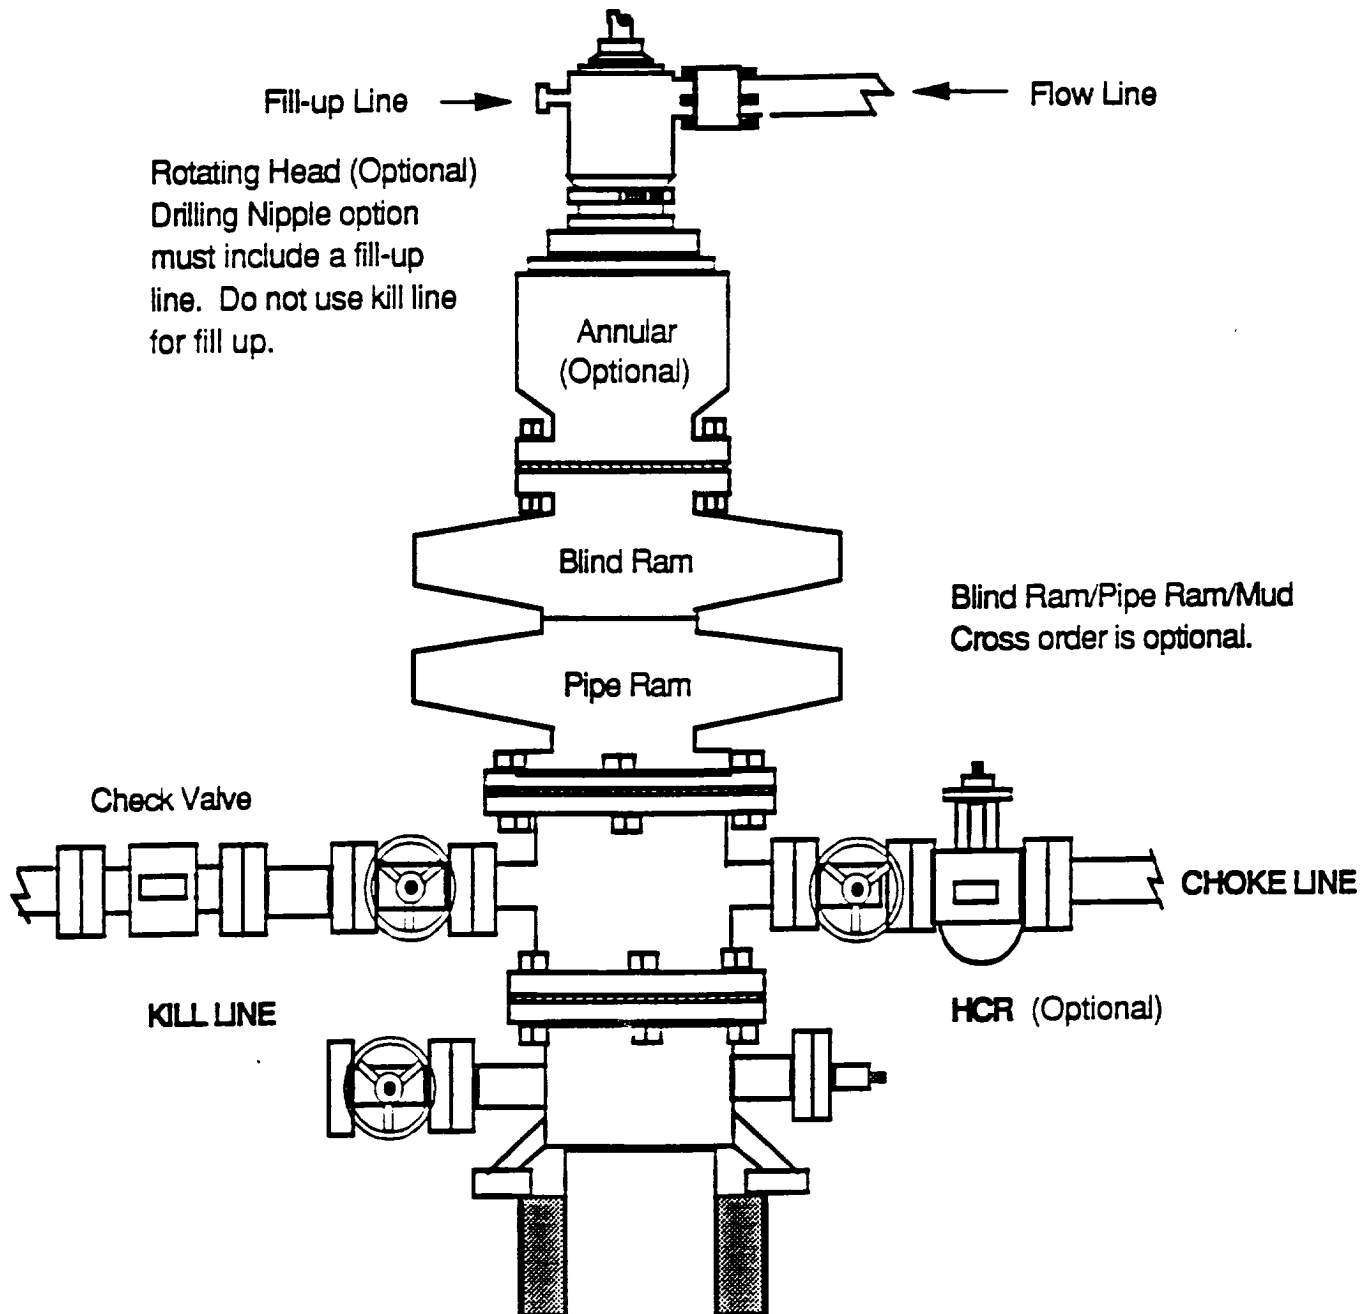 Fill-up Line
Flow Line
Rotating Head (Optional)
Drilling Nipple option
must include a fill-up
line. Do not use kill line
for fill up.
Annular
(Optional)
Blind Ram
Blind Ram/Pipe Ram/Mud
Cross order is optional.
Pipe Ram
Check Valve
CHOKE LINE
KILL LINE
HCR (Optional)